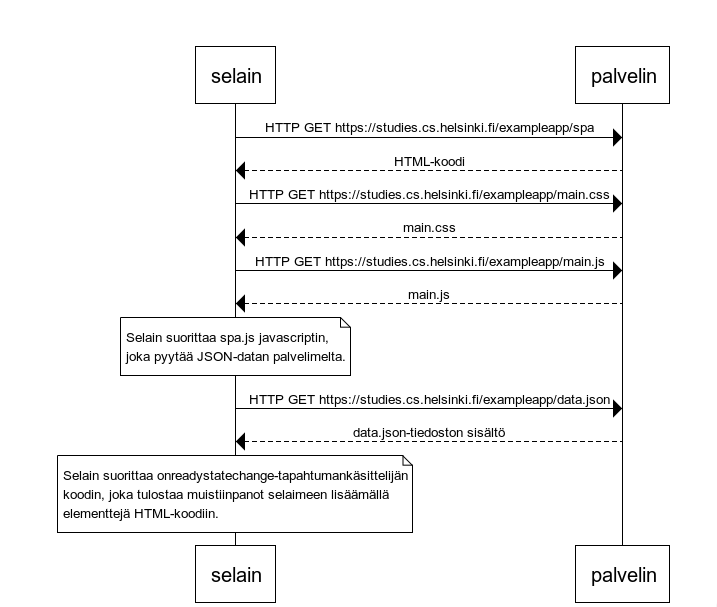 selain
palvelin
HTTP GET https://studies.cs.helsinki.fi/exampleapp/spa
HTML-koodi
HTTP GET https://studies.cs.helsinki.fi/exampleapp/main.css
main.css
HTTP GET https://studies.cs.helsinki.fi/exampleapp/main.js
main.js
Selain suorittaa spa.js javascriptin,
joka pyytää JSON-datan palvelimelta.
HTTP GET https://studies.cs.helsinki.fi/exampleapp/data.json
data.json-tiedoston sisältö
Selain suorittaa onreadystatechange-tapahtumankäsittelijän
koodin, joka tulostaa muistiinpanot selaimeen lisäämällä
elementtejä HTML-koodiin.
selain
palvelin